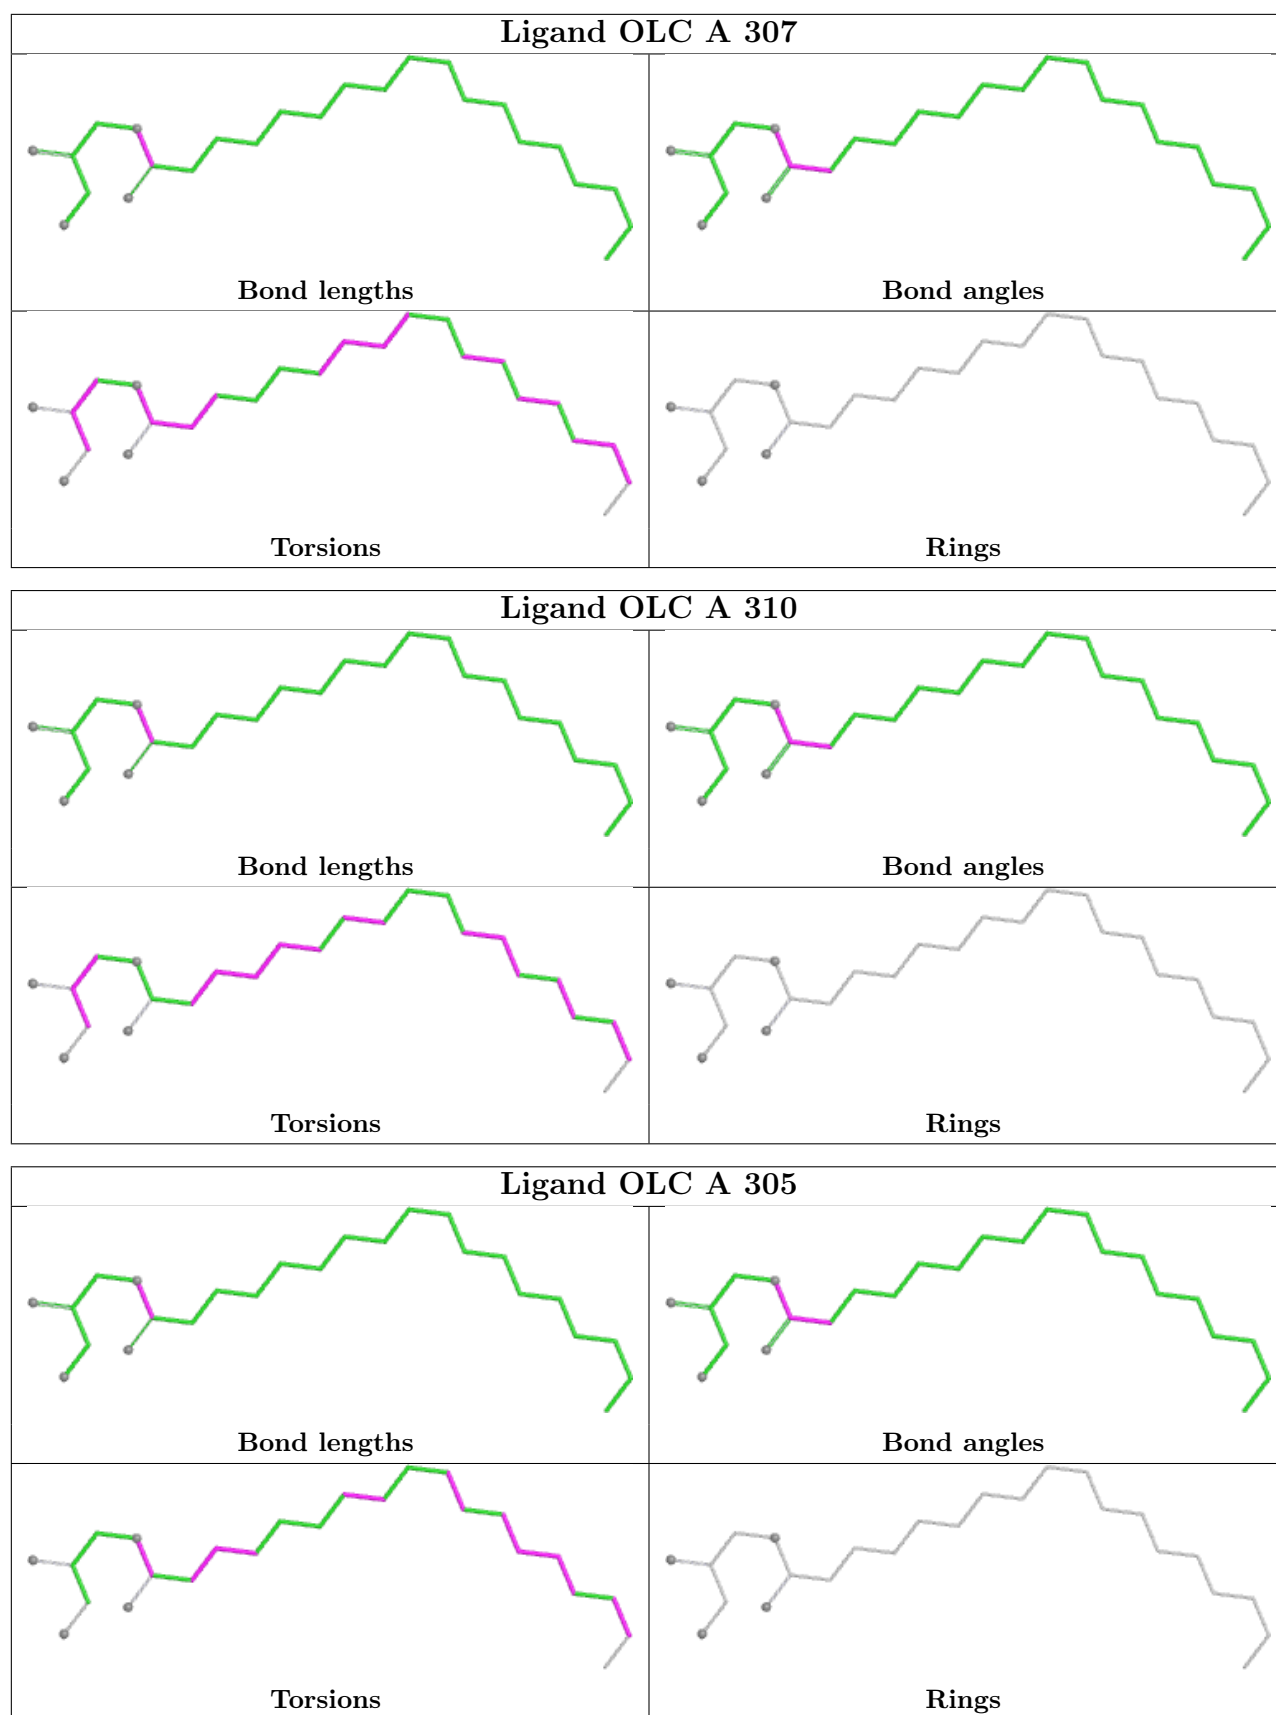 Ligand OLC A 307
Bond lengths
Bond angles
Torsions
Rings
Ligand OLC A 310
Bond lengths
Bond angles
Torsions
Rings
Ligand OLC A 305
Bond lengths
Bond angles
Torsions
Rings